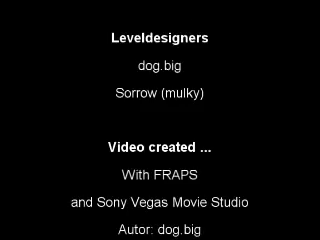 Leveldesigners
dog.big
Sorrow (mulky)
Video created ...
With FRAPS
and Sony Vegas Movie Studio
Autor: dog.big